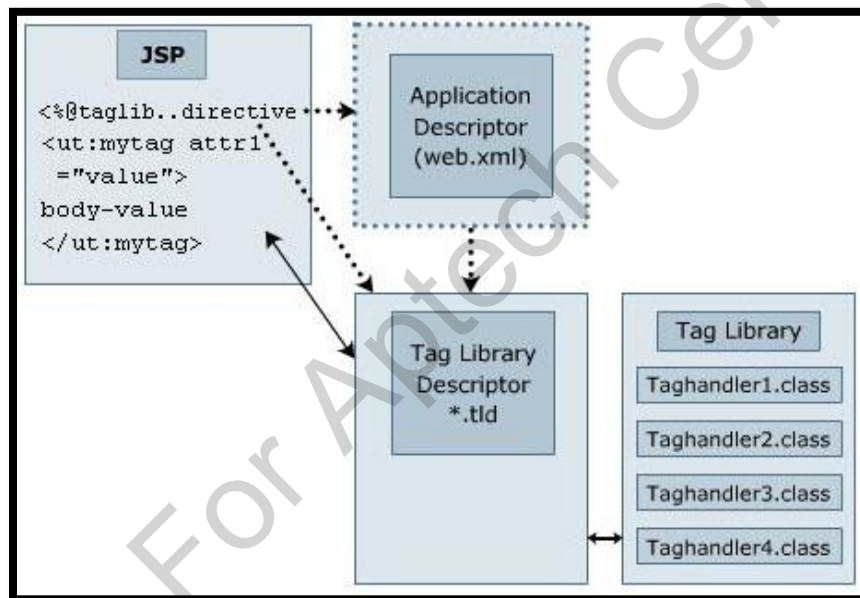 JSP
<%@taglib..directive
<ut:mytag attr1
="value">
body-value
</ut:mytag>
Application
Descriptor
(web.xml)
Tag Library
Descriptor
*.tld
Tag Library
Taghandler1.class
Taghandler2.class
Taghandler3.class
Taghandler4.class
For Aptech Cen